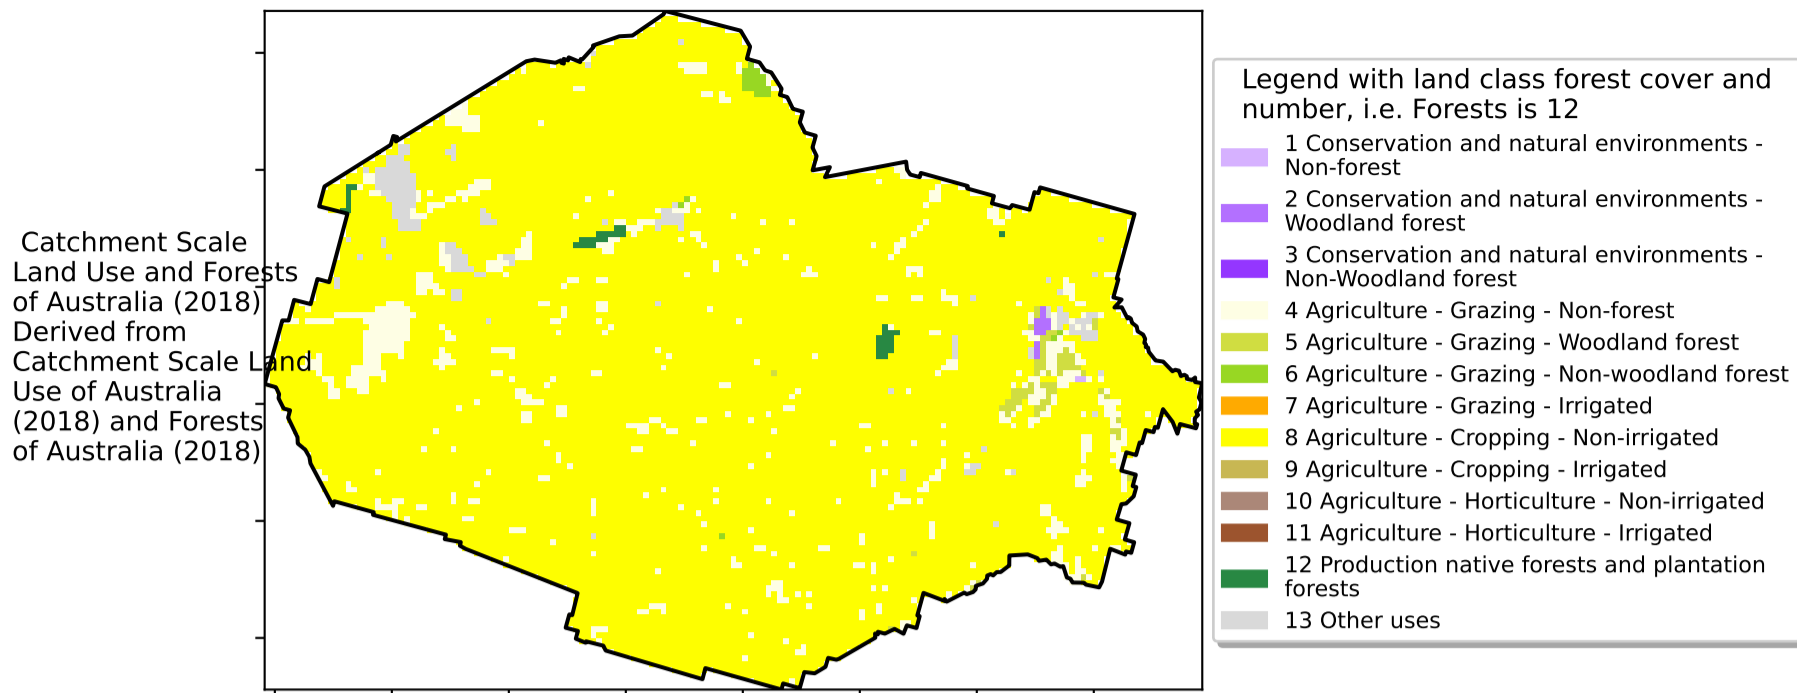 Catchment Scale
Land Use and Forests
of Australia (2018)
Derived from
Catchment Scale Land
Use of Australia
(2018) and Forests
of Australia (2018)
Legend with land class forest cover and
number, i.e. Forests is 12
1 Conservation and natural environments -
Non-forest
2 Conservation and natural environments -
Woodland forest
3 Conservation and natural environments -
Non-Woodland forest
4 Agriculture - Grazing - Non-forest
5 Agriculture - Grazing - Woodland forest
6 Agriculture - Grazing - Non-woodland forest
7 Agriculture - Grazing - Irrigated
8 Agriculture - Cropping - Non-irrigated
9 Agriculture - Cropping - Irrigated
10 Agriculture - Horticulture - Non-irrigated
11 Agriculture - Horticulture - Irrigated
12 Production native forests and plantation
forests
13 Other uses